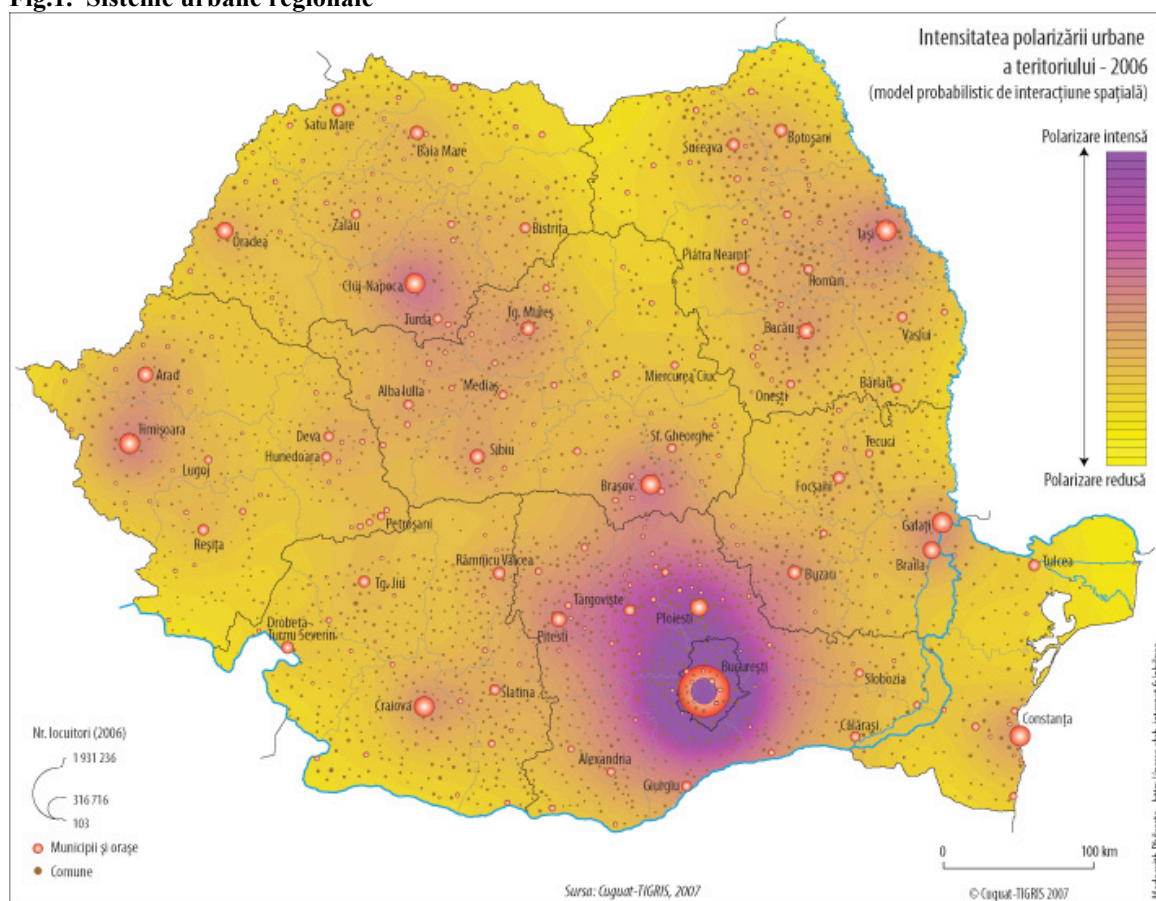 Fig.1. Sisteme urbane regionale
Intensitatea polarizării urbane
a teritoriului - 2006
(model probabilistic de interacțiune spațială)
Polarizare intensă
Polarizare redusă
Satu Mare
Baia Mare
Suceava
Botoșani
Oradea
Zalău
Bistrița
Iași
Piatra Neamț
Roman
Cluj-Napoca
Turda
Tg. Mureș
Bacău
Vaslui
Arad
Alba Iulia
Mediaș
Miercurea Ciuc
Onești
Bârlad
Timișoara
Deva
Hunedoara
Sibiu
Sf. Gheorghe
Tecuci
Lugoj
Brașov
Focșani
Reșița
Petroșani
Galați
Brăila
Râmnicu Vâlcea
Tg. Jiu
Buzău
Tulcea
Târgoviște
Ploiești
Pitești
Drobeta-
Turnu Severin
București
Slobozia
Craiova
Slatina
Călărași
Constanța
Alexandria
Giurgiu
Nr. locuitori (2006)
1 931 236
316 716
103
Municipii și orașe
Comune
0
100 km
Sursa: Cuguat-TIGRIS, 2007
© Cuguat-TIGRIS 2007